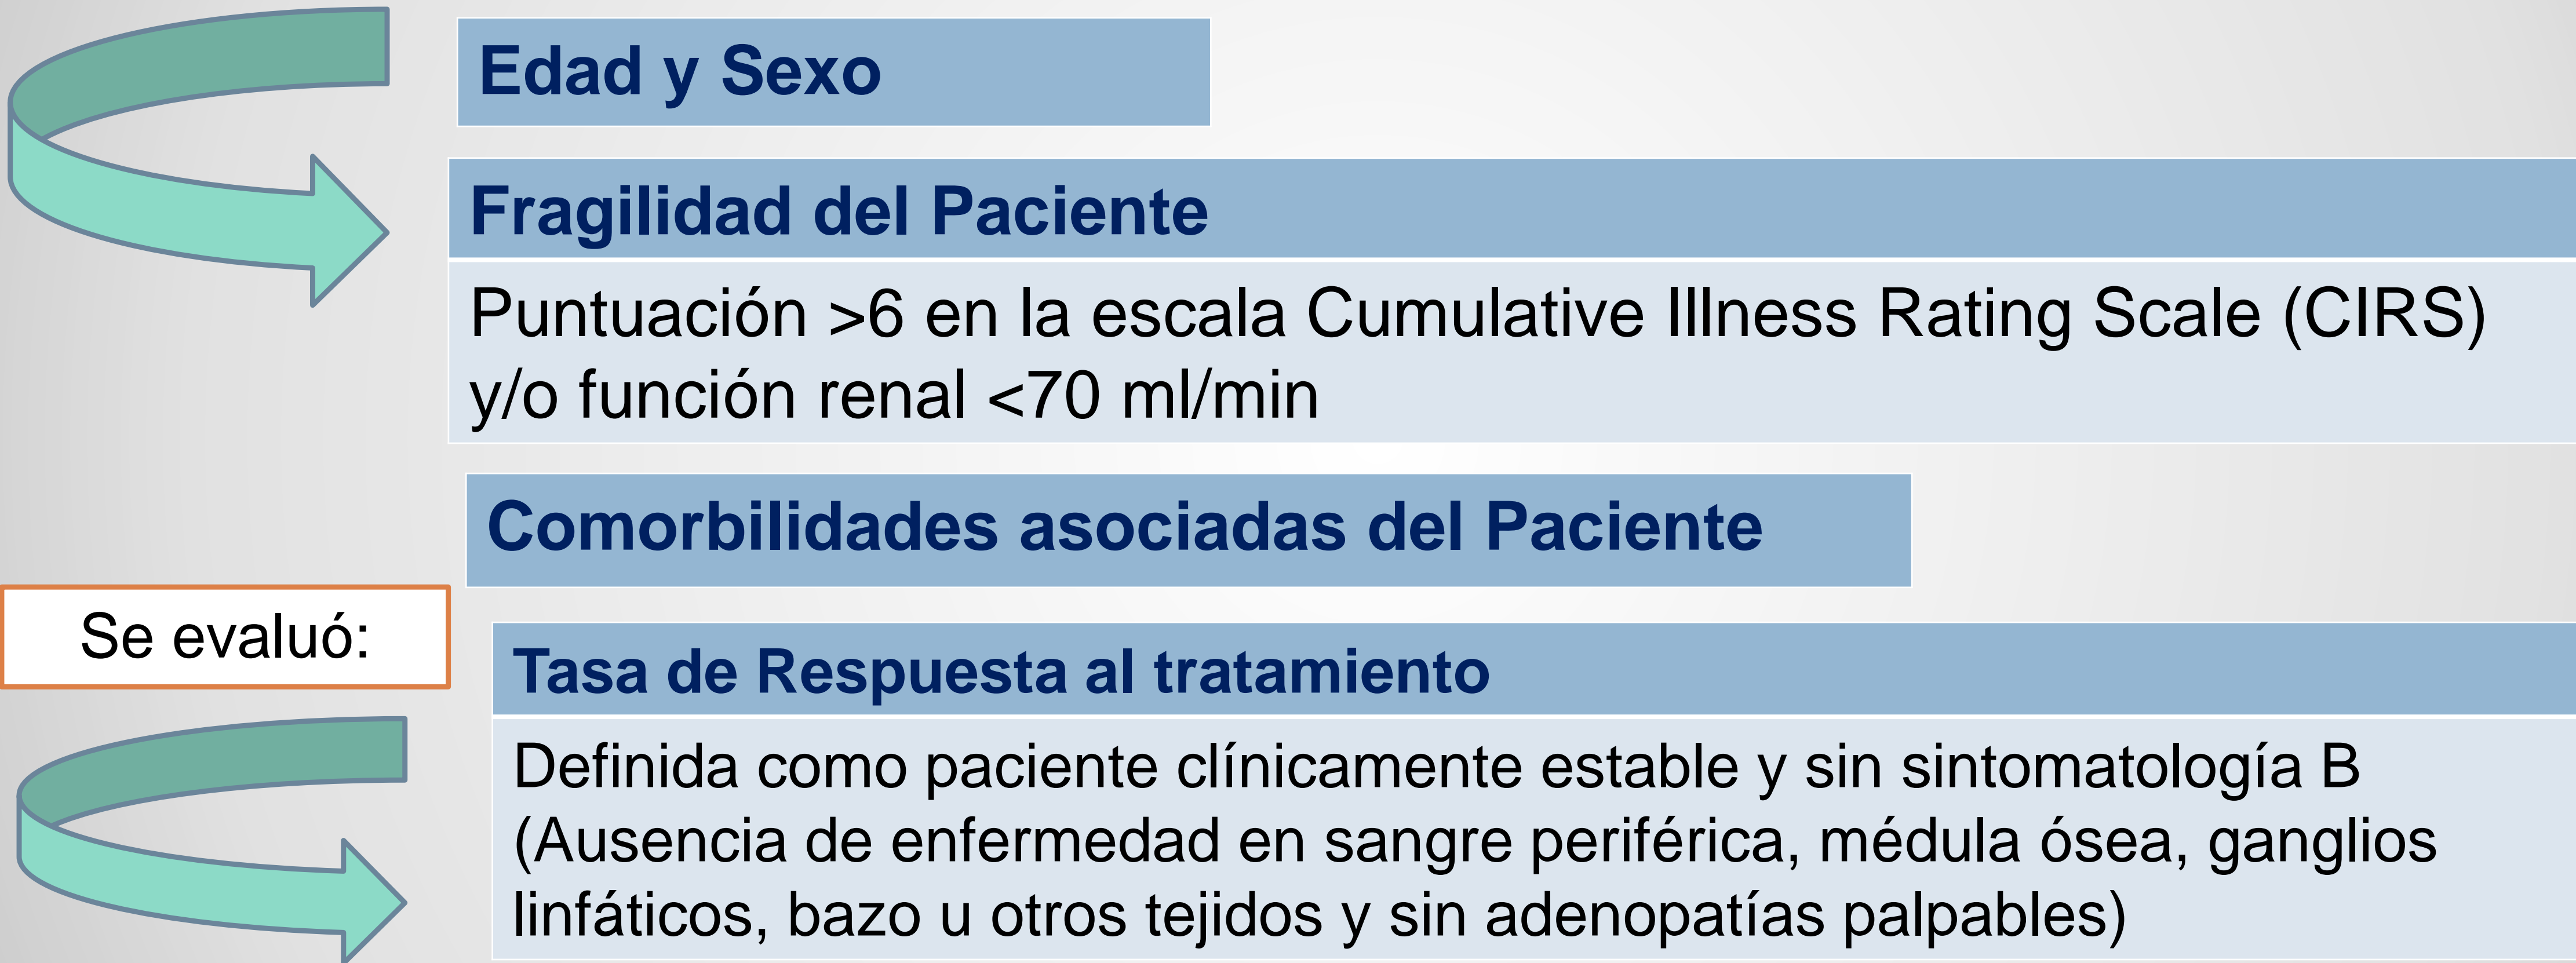 Edad y Sexo
Fragilidad del Paciente
Puntuación >6 en la escala Cumulative Illness Rating Scale (CIRS)
y/o función renal <70 ml/min
Comorbilidades asociadas del Paciente
Se evaluó:
Tasa de Respuesta al tratamiento
Definida como paciente clínicamente estable y sin sintomatología B
(Ausencia de enfermedad en sangre periférica, médula ósea, ganglios
linfáticos, bazo u otros tejidos y sin adenopatías palpables)